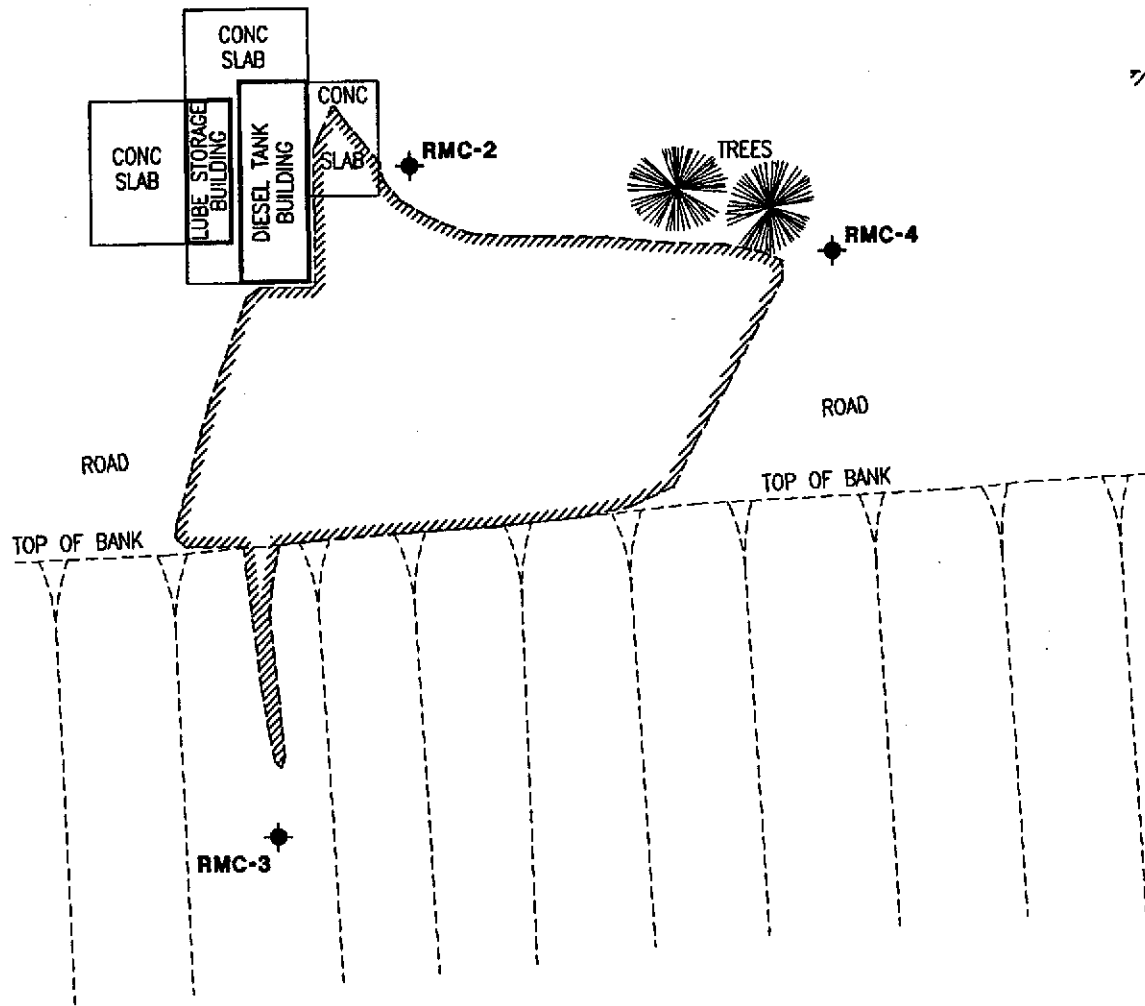 CONC
SLAB
CONC
SLAB
LUBE STORAGE
BUILDING
DIESEL TANK
BUILDING
CONC
SLAB
RMC-2
TREES
RMC-4
ROAD
ROAD
TOP OF BANK
TOP OF BANK
RMC-3